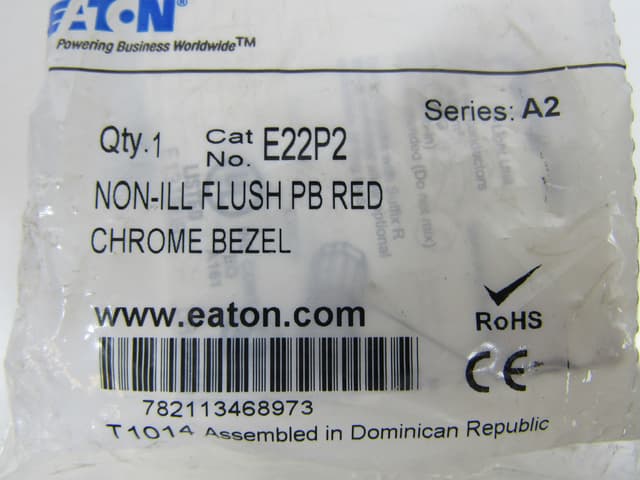 EATON®
Powering Business Worldwide™
Series: A2
Qty.1 Cat No. E22P2
NON-ILL FLUSH PB RED
CHROME BEZEL
www.eaton.com
RoHS
CE
782113468973
T1014 Assembled in Dominican Republic